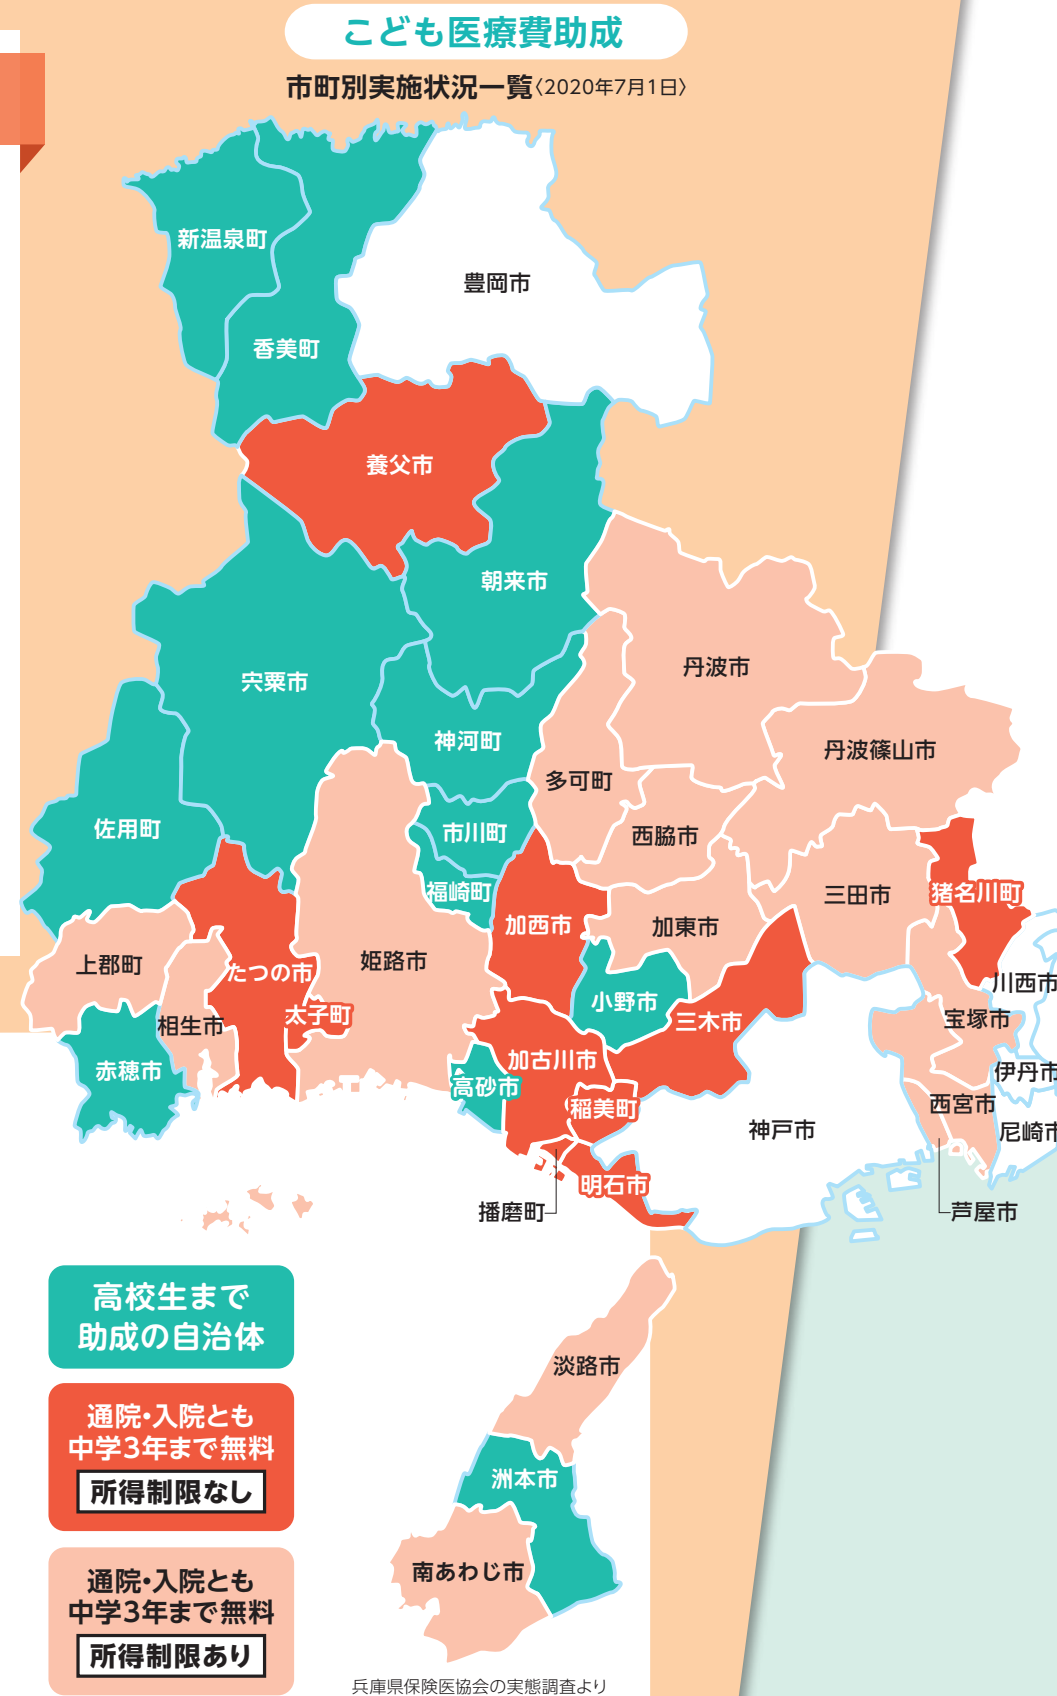 こども医療費助成
市町別実施状況一覧〈2020年7月1日〉
新温泉町
豊岡市
香美町
養父市
朝来市
丹波市
宍粟市
神河町
丹波篠山市
多可町
佐用町
市川町
西脇市
福崎町
三田市
猪名川町
加西市
加東市
上郡町
たつの市
姫路市
川西市
小野市
太子町
相生市
三木市
宝塚市
赤穂市
加古川市
伊丹市
高砂市
稲美町
西宮市
神戸市
尼崎市
明石市
播磨町
芦屋市
高校生まで
助成の自治体
淡路市
通院・入院とも
中学3年まで無料
所得制限なし
洲本市
南あわじ市
通院・入院とも
中学3年まで無料
所得制限あり
兵庫県保険医協会の実態調査より